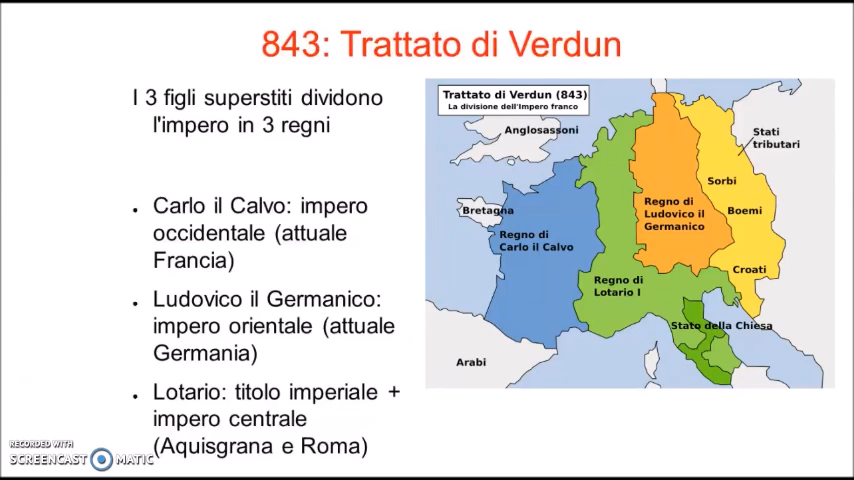 843: Trattato di Verdun
I 3 figli superstiti dividono
l'impero in 3 regni
• Carlo il Calvo: impero
occidentale (attuale
Francia)
• Ludovico il Germanico:
impero orientale (attuale
Germania)
• Lotario: titolo imperiale +
impero centrale
(Aquisgrana e Roma)
Trattato di Verdun (843)
La divisione dell'Impero franco
Anglosassoni
Stati
tributari
Sorbi
Bretagna
Regno di
Ludovico il
Germanico
Boemi
Regno di
Carlo il Calvo
Croati
Regno di
Lotario I
Stato della Chiesa
Arabi
RECORDED WITH
SCREENCAST MATIC